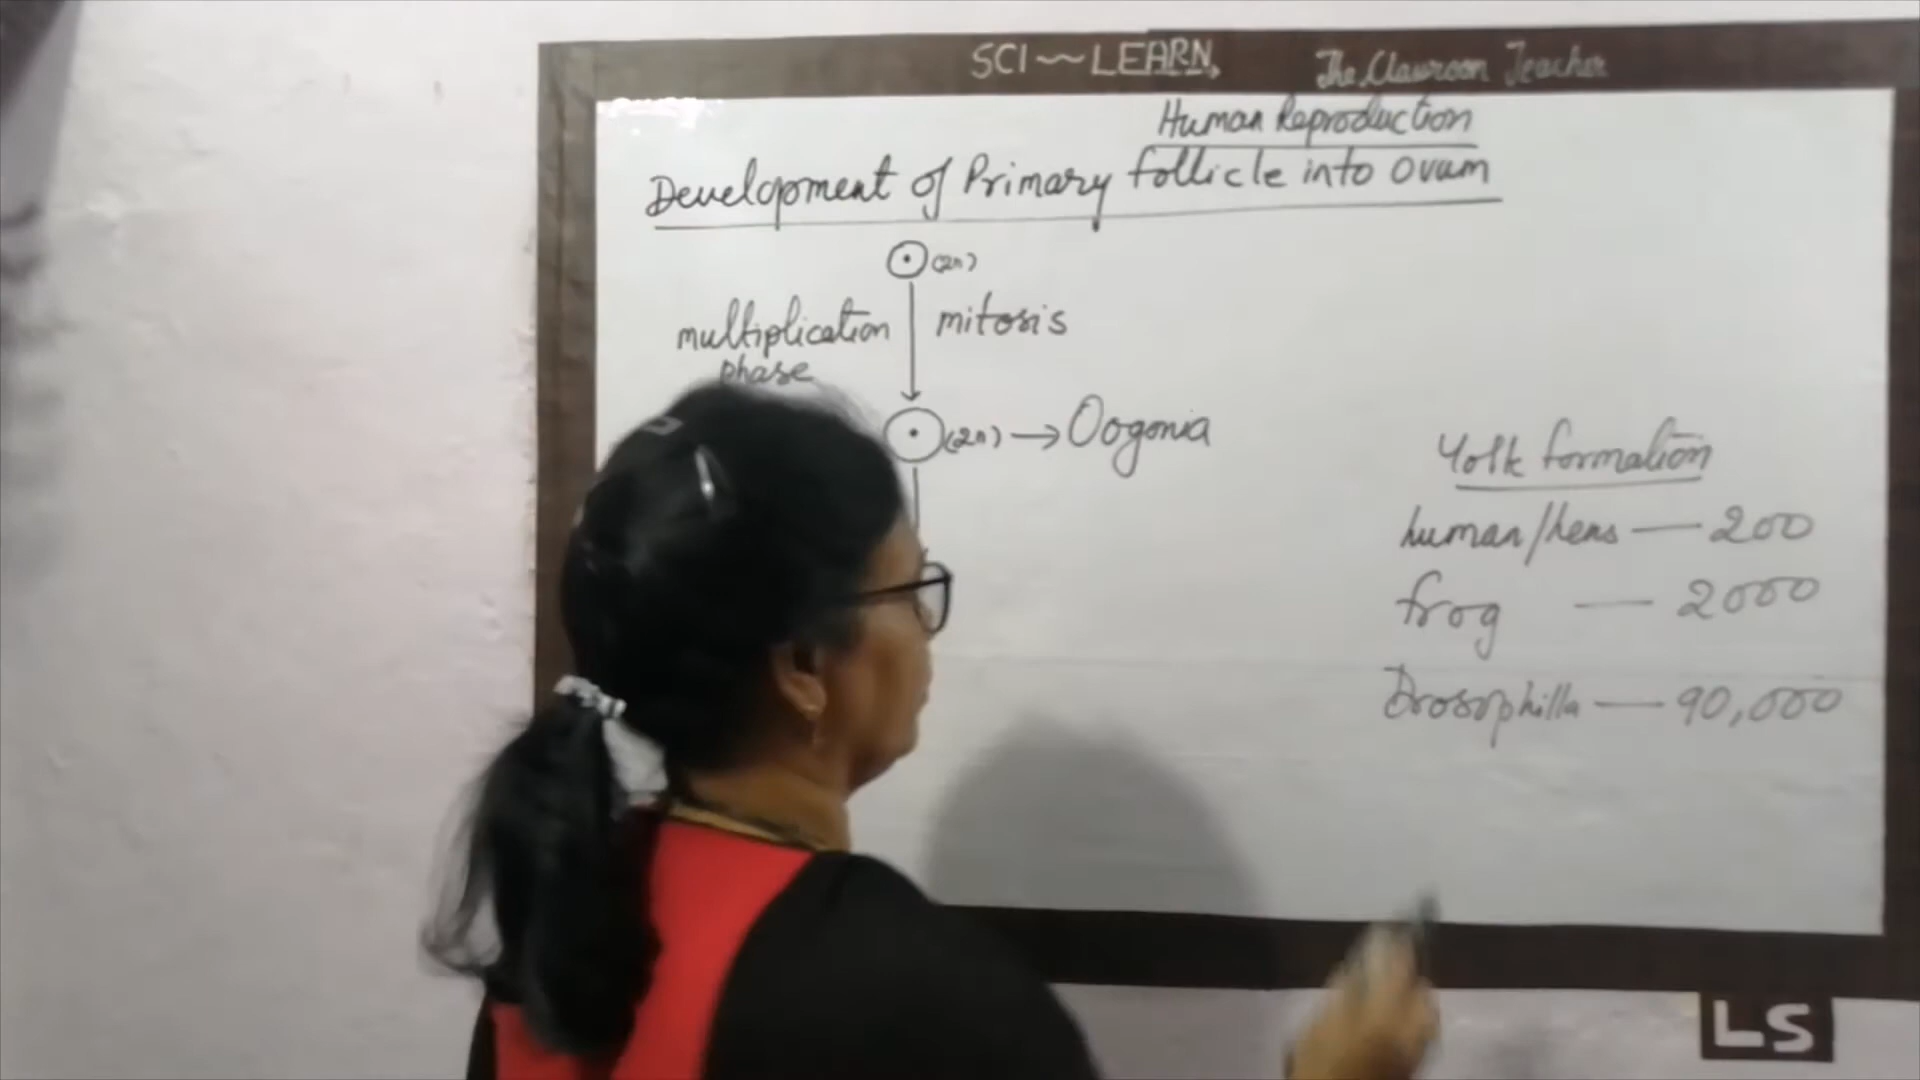 SCI~LEARN, The Classroom Teacher
Human Reproduction
Development of Primary follicle into Ovum
(2n)
multiplication phase
mitosis
(2n) → Oogonia
Yolk formation
human/hens — 200
frog — 2000
Drosophilla — 90,000
LS